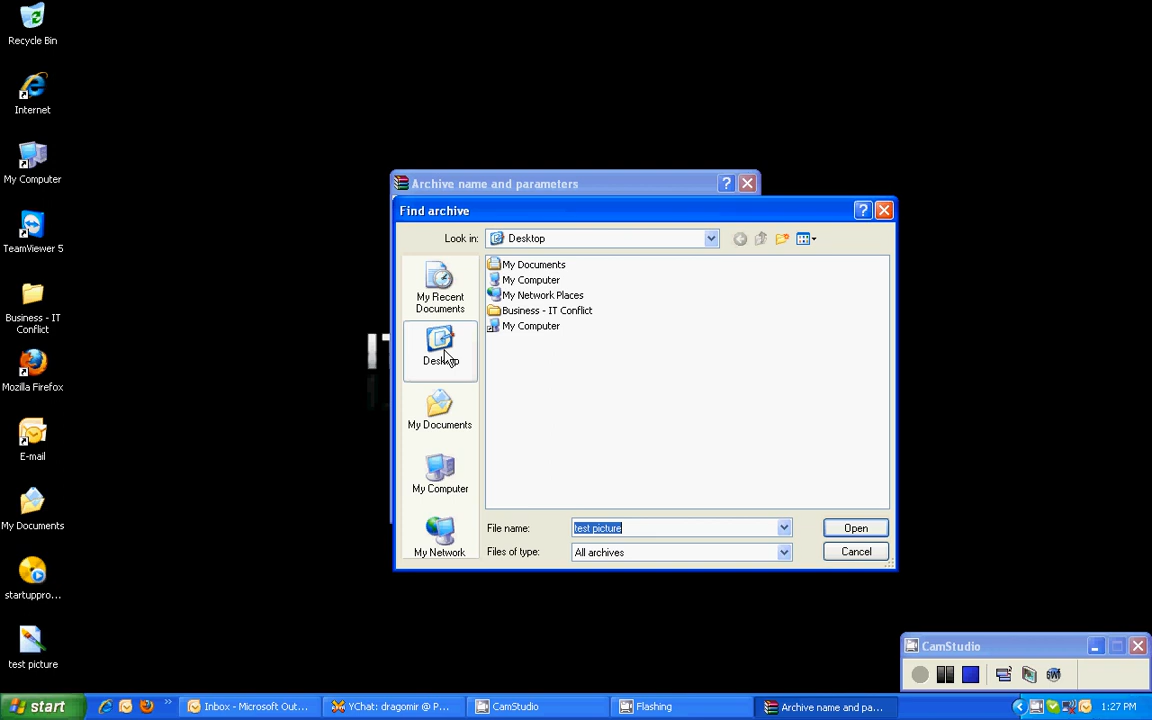 Recycle Bin
Internet
My Computer
TeamViewer 5
Business - IT
Conflict
Mozilla Firefox
E-mail
My Documents
startuppro...
test picture
Archive name and parameters
Find archive
Look in:
Desktop
My Recent
Documents
Desktop
My Documents
My Computer
My Network
My Documents
My Computer
My Network Places
Business - IT Conflict
My Computer
File name:
test picture
Open
Files of type:
All archives
Cancel
CamStudio
start
Inbox - Microsoft Out...
YChat: dragomir @ P...
CamStudio
Flashing
Archive name and pa...
1:27 PM